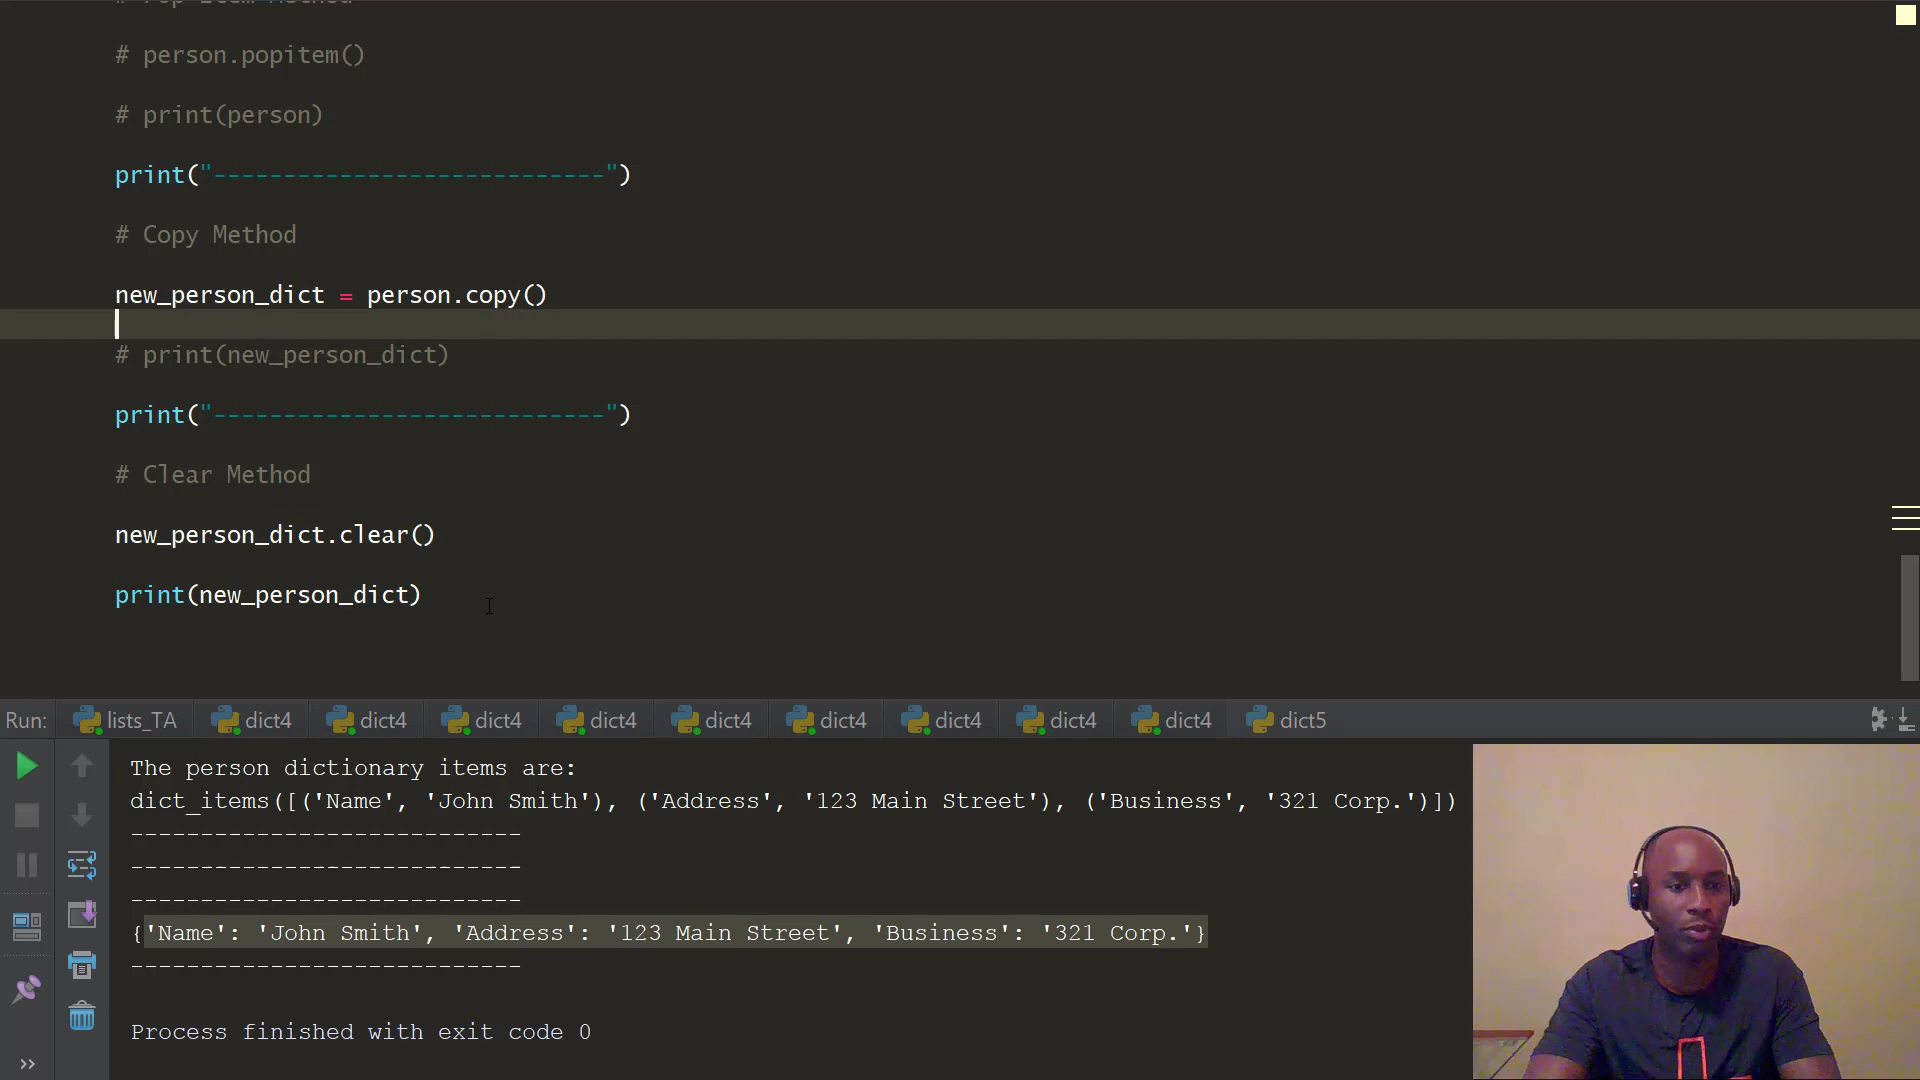 # Pop Item Method
# person.popitem()
# print(person)
print("----------------------------")
# Copy Method
new_person_dict = person.copy()
# print(new_person_dict)
print("----------------------------")
# Clear Method
new_person_dict.clear()
print(new_person_dict)
Run: lists_TA dict4 dict4 dict4 dict4 dict4 dict4 dict4 dict4 dict4 dict5
The person dictionary items are:
dict_items([('Name', 'John Smith'), ('Address', '123 Main Street'), ('Business', '321 Corp.')])
----------------------------
----------------------------
----------------------------
{'Name': 'John Smith', 'Address': '123 Main Street', 'Business': '321 Corp.'}
----------------------------
Process finished with exit code 0